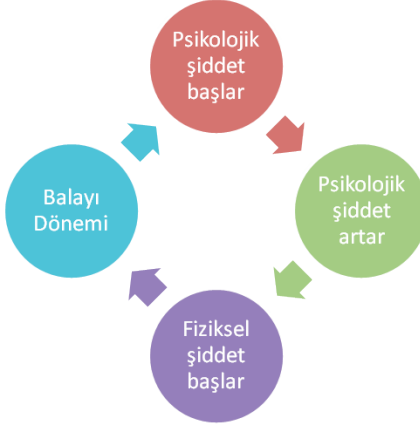 Psikolojik
şiddet
başlar
Psikolojik
şiddet
artar
Fiziksel
şiddet
başlar
Balayı
Dönemi